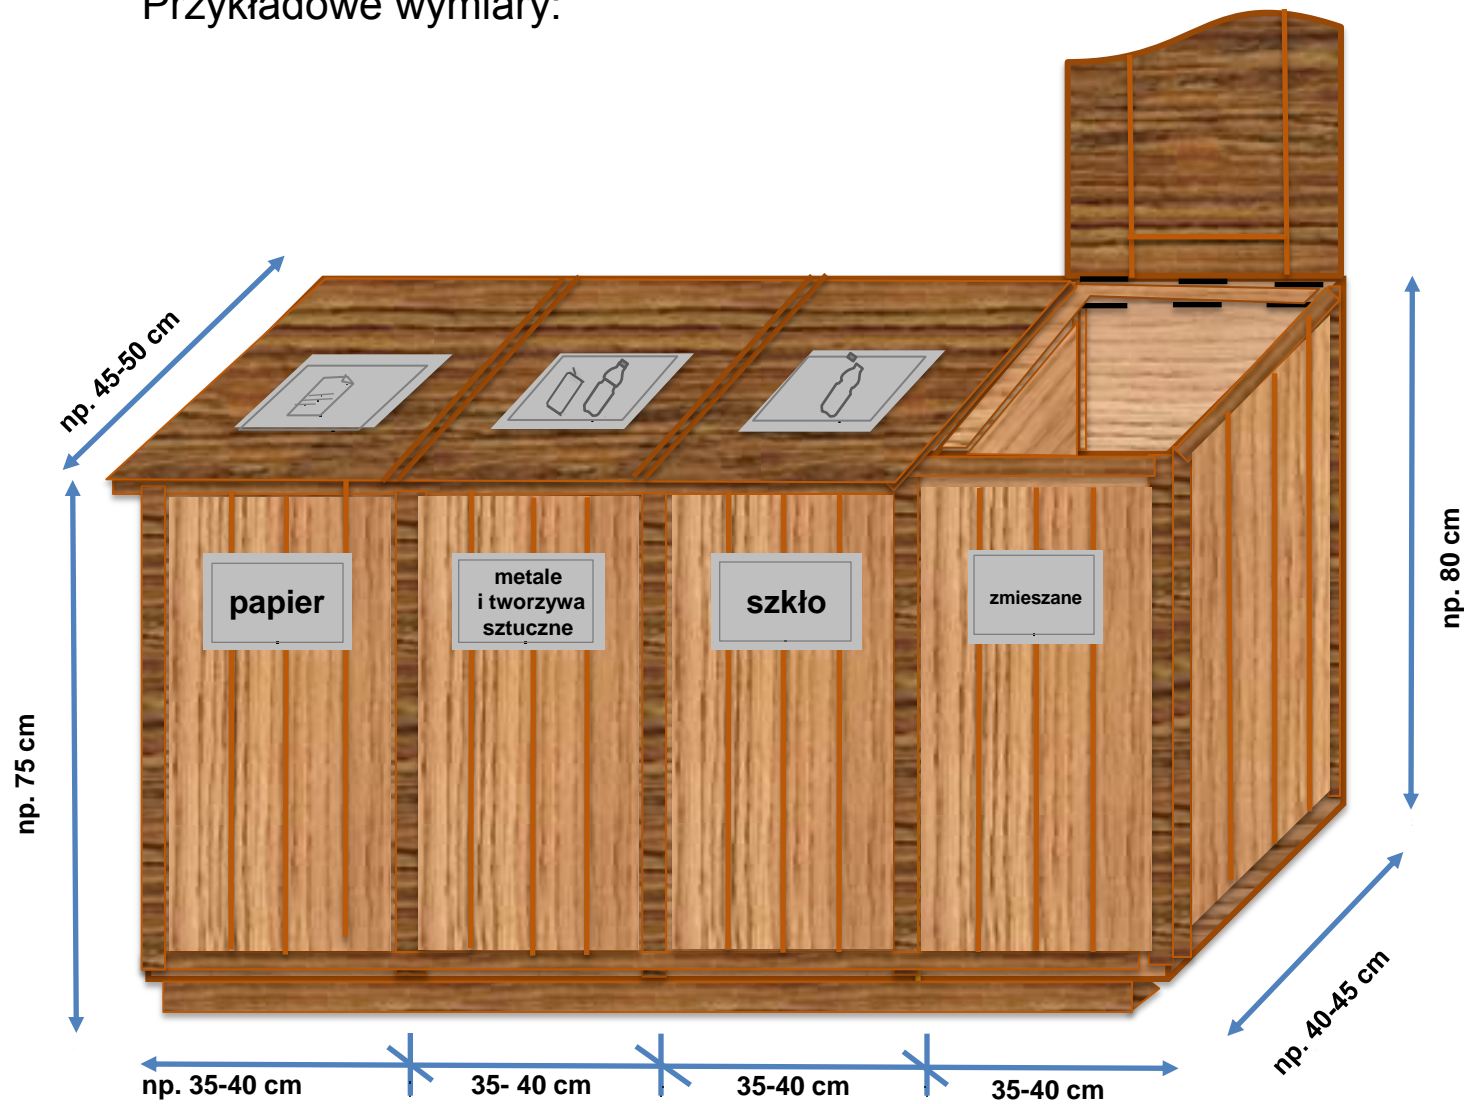 Przykładowe wymiary:
np. 45-50 cm
papier
metale
i tworzywa
sztuczne
szkło
zmieszane
np. 80 cm
np. 75 cm
np. 40-45 cm
np. 35-40 cm
35- 40 cm
35-40 cm
35-40 cm